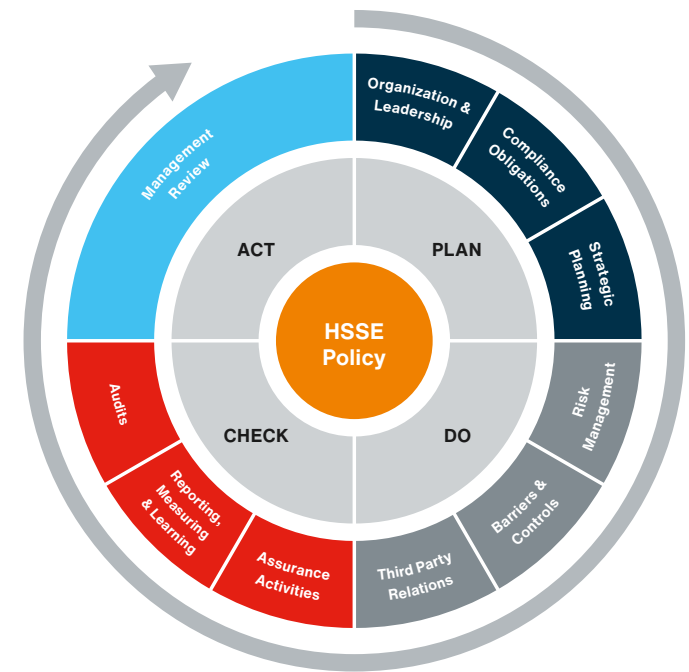 Organization &
Leadership
Compliance
Obligations
Strategic
Planning
Risk
Management
Barriers &
Controls
Third Party
Relations
Assurance
Activities
Reporting,
Measuring
& Learning
Audits
Management
Review
ACT
PLAN
HSSE
Policy
CHECK
DO